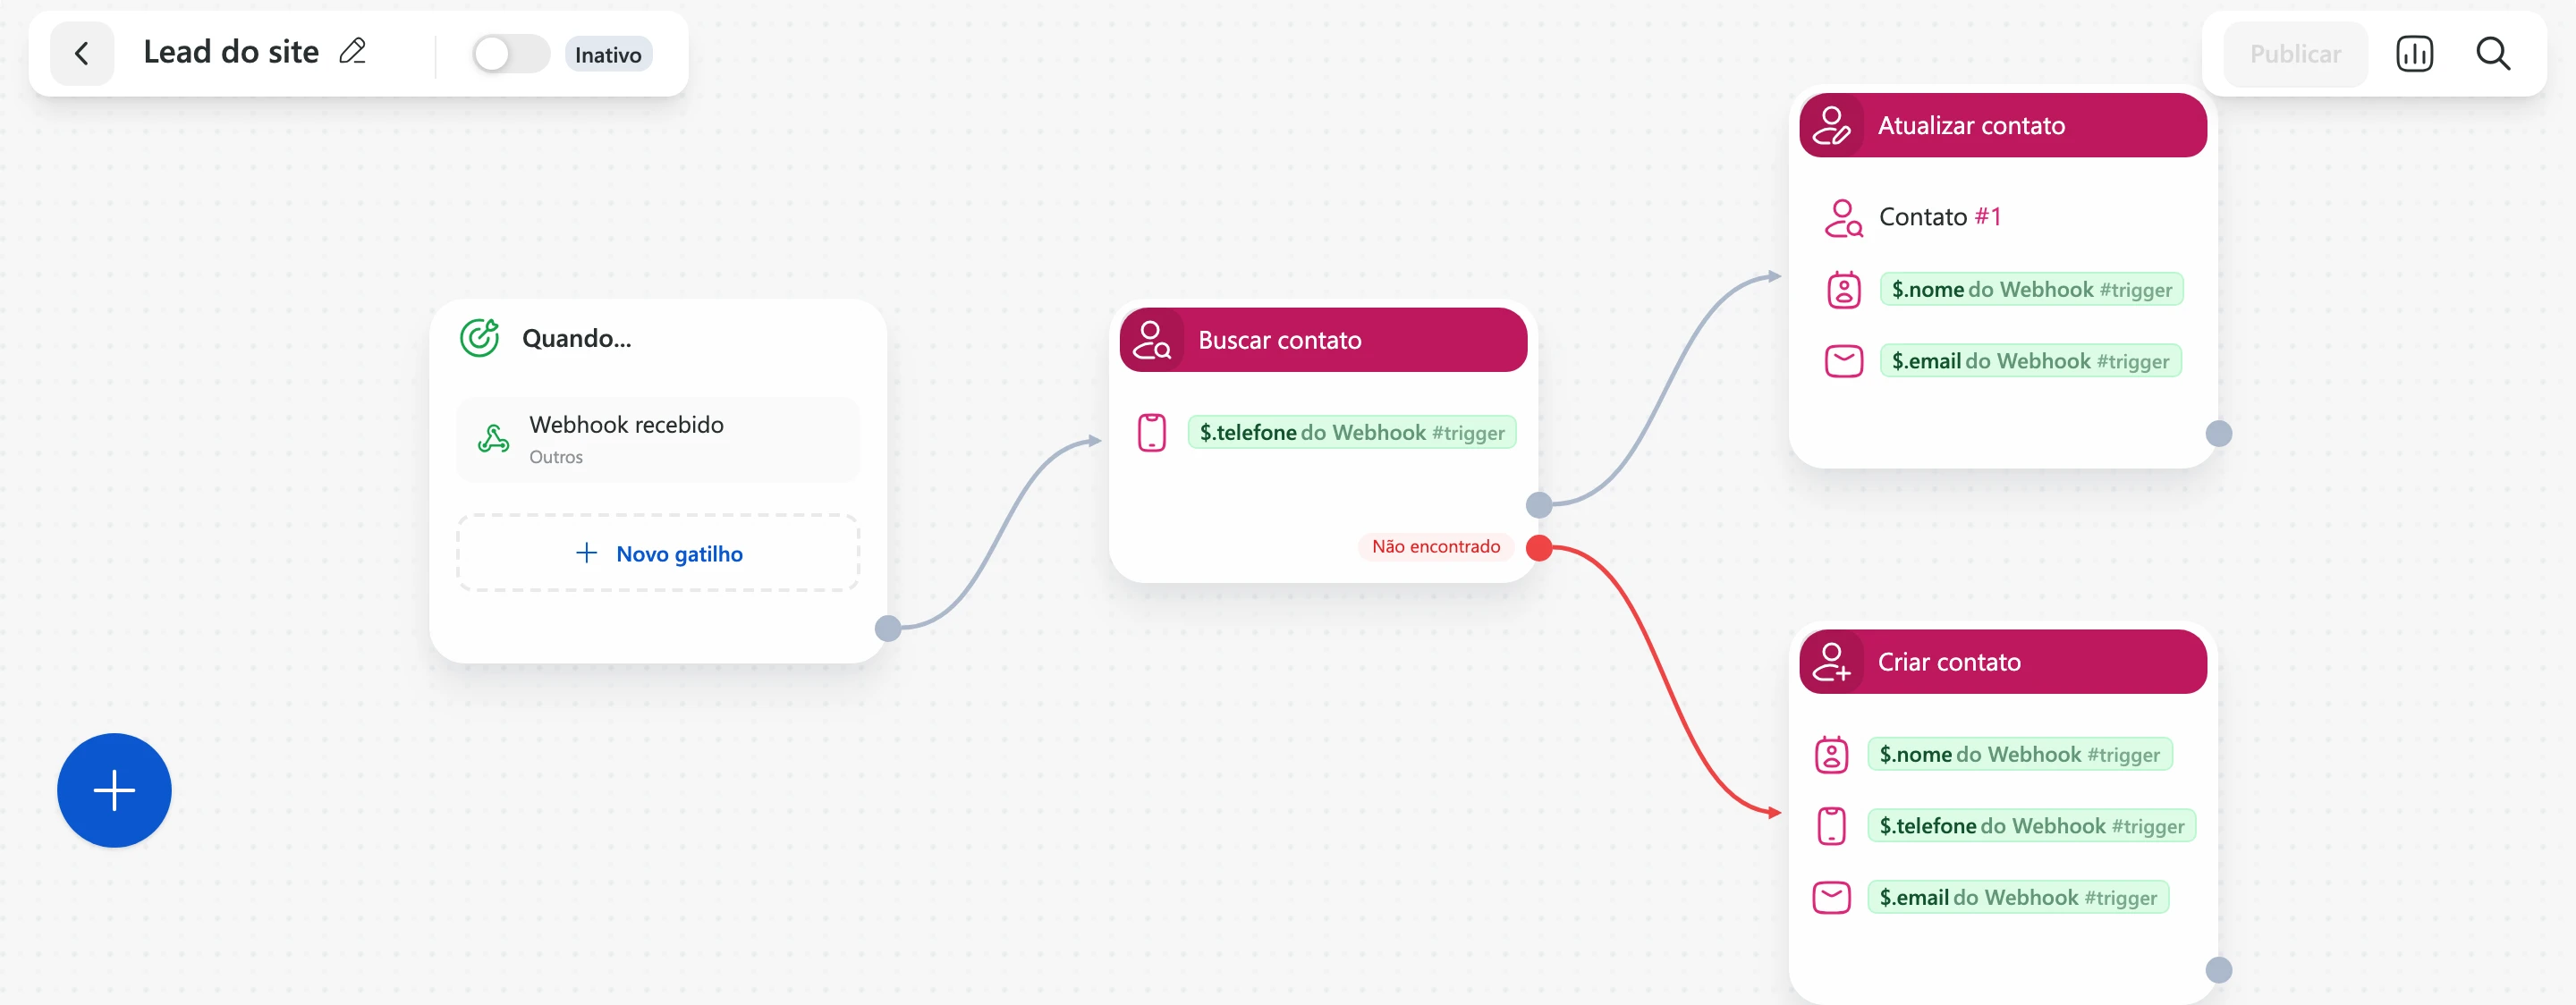 Lead do site
Inativo
Publicar
Quando...
Webhook recebido
Outros
Novo gatilho
Buscar contato
$.telefone do Webhook #trigger
Não encontrado
Atualizar contato
Contato #1
$.nome do Webhook #trigger
$.email do Webhook #trigger
Criar contato
$.nome do Webhook #trigger
$.telefone do Webhook #trigger
$.email do Webhook #trigger